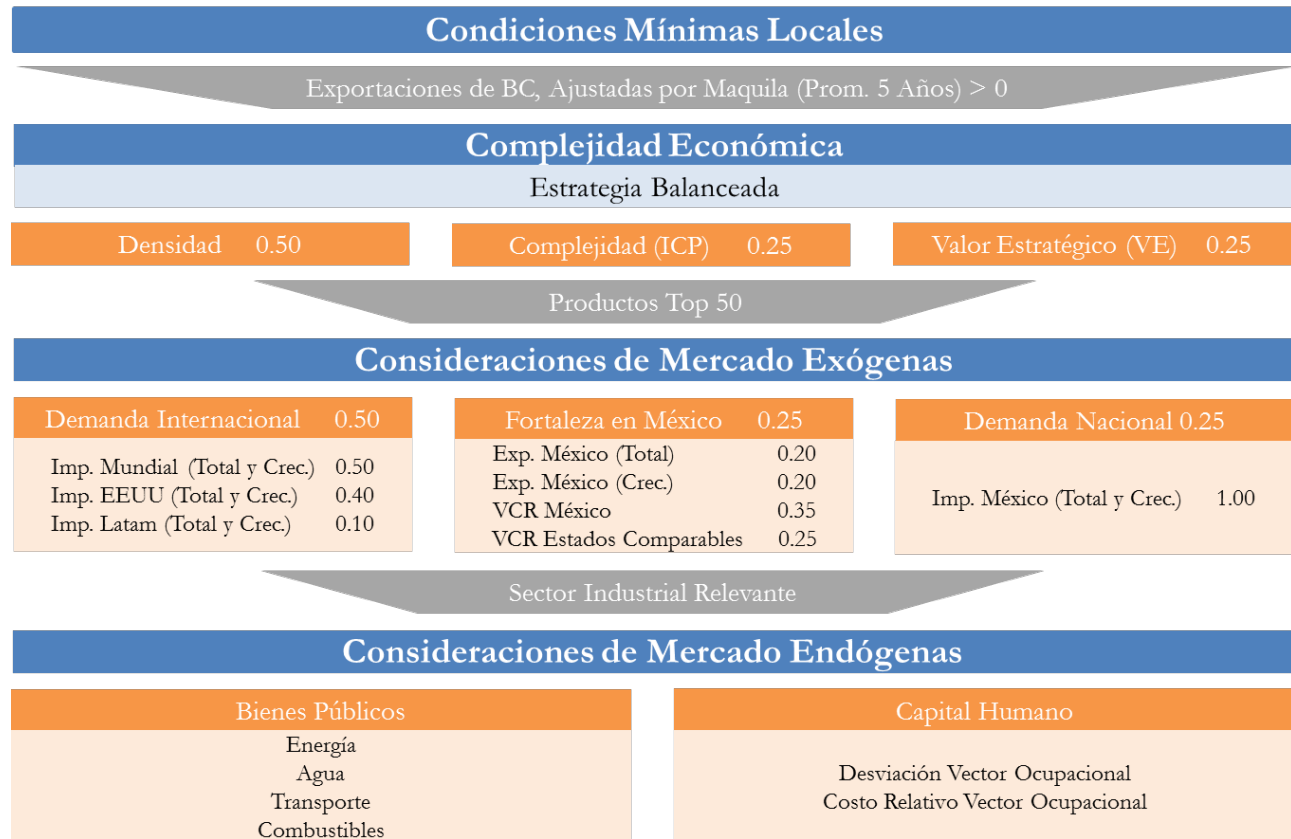 Condiciones Mínimas Locales
Exportaciones de BC, Ajustadas por Maquila (Prom. 5 Años) > 0
Complejidad Económica
Estrategia Balanceada
Densidad 0.50
Complejidad (ICP) 0.25
Valor Estratégico (VE) 0.25
Productos Top 50
Consideraciones de Mercado Exógenas
Demanda Internacional 0.50
Imp. Mundial (Total y Crec.) 0.50
Imp. EEUU (Total y Crec.) 0.40
Imp. Latam (Total y Crec.) 0.10
Fortaleza en México 0.25
Exp. México (Total) 0.20
Exp. México (Crec.) 0.20
VCR México 0.35
VCR Estados Comparables 0.25
Demanda Nacional 0.25
Imp. México (Total y Crec.) 1.00
Sector Industrial Relevante
Consideraciones de Mercado Endógenas
Bienes Públicos
Energía
Agua
Transporte
Combustibles
Capital Humano
Desviación Vector Ocupacional
Costo Relativo Vector Ocupacional